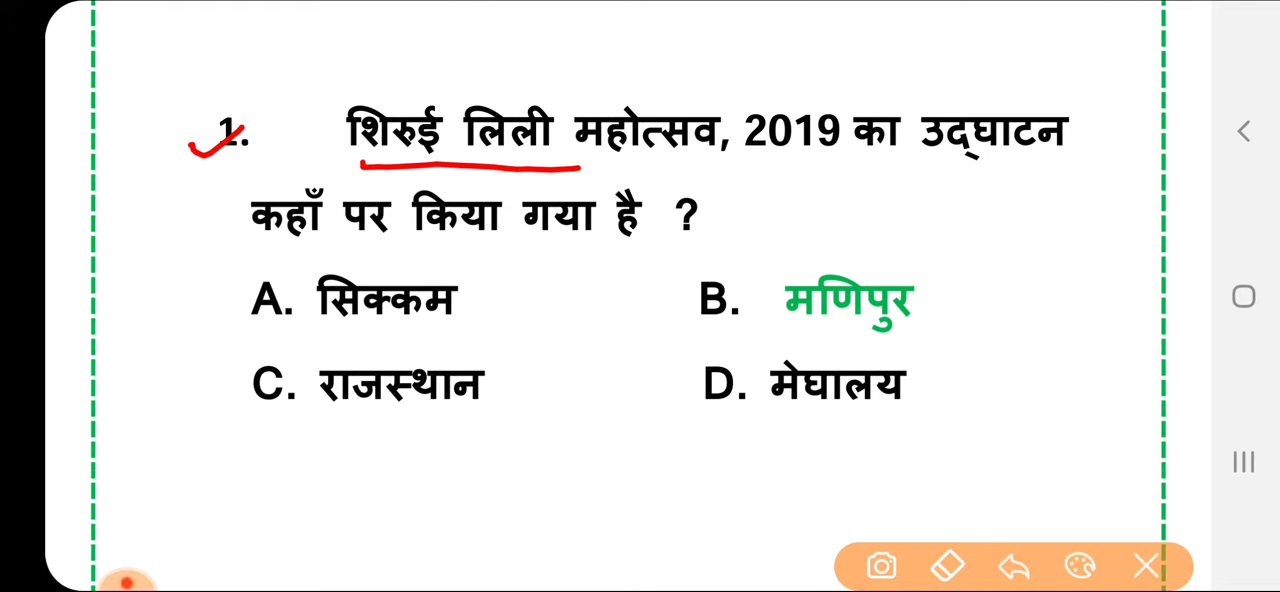 1. शिरुई लिली महोत्सव, 2019 का उद्घाटन
कहाँ पर किया गया है ?
A. सिक्कम B. मणिपुर
C. राजस्थान D. मेघालय